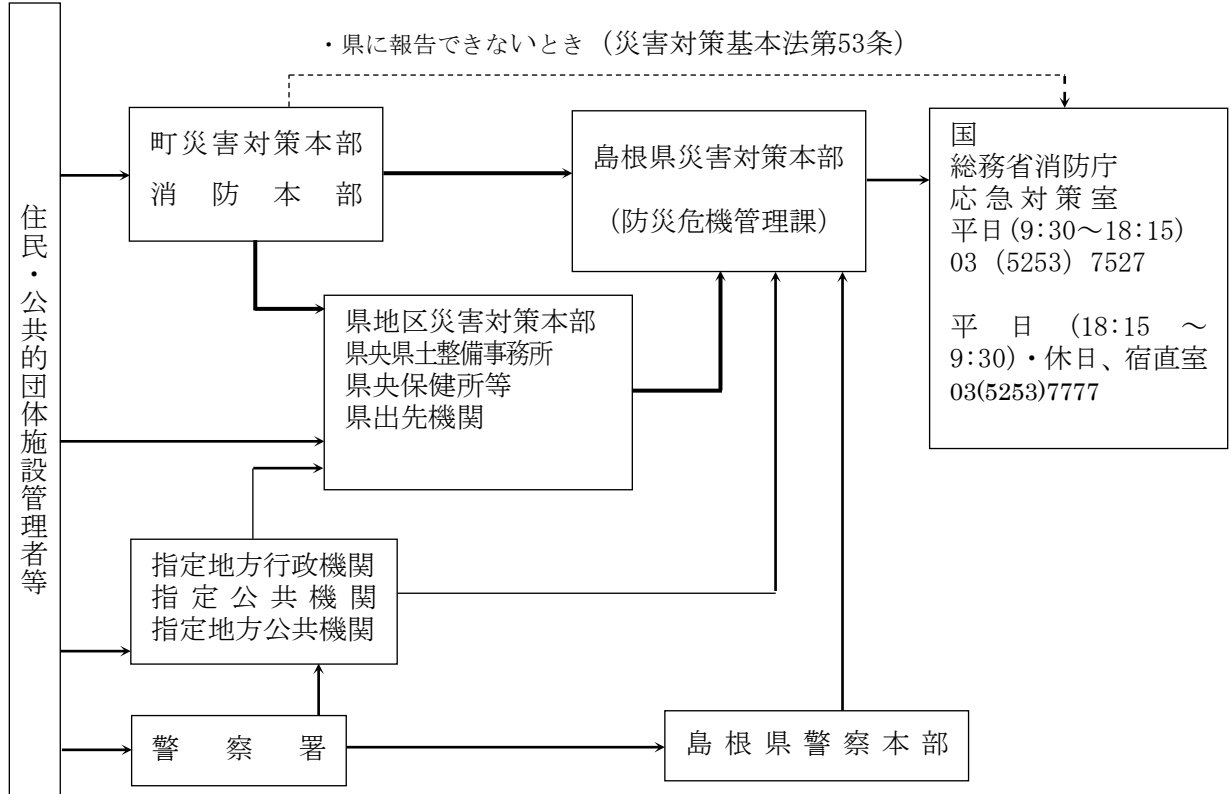 ・県に報告できないとき（災害対策基本法第53条）
住民・公共的団体施設管理者等
町災害対策本部
消防本部
島根県災害対策本部
（防災危機管理課）
国
総務省消防庁
応急対策室
平日(9:30～18:15)
03（5253）7527
平日（18:15～
9:30)・休日、宿直室
03(5253)7777
県地区災害対策本部
県央県土整備事務所
県央保健所等
県出先機関
指定地方行政機関
指定公共機関
指定地方公共機関
警察署
島根県警察本部